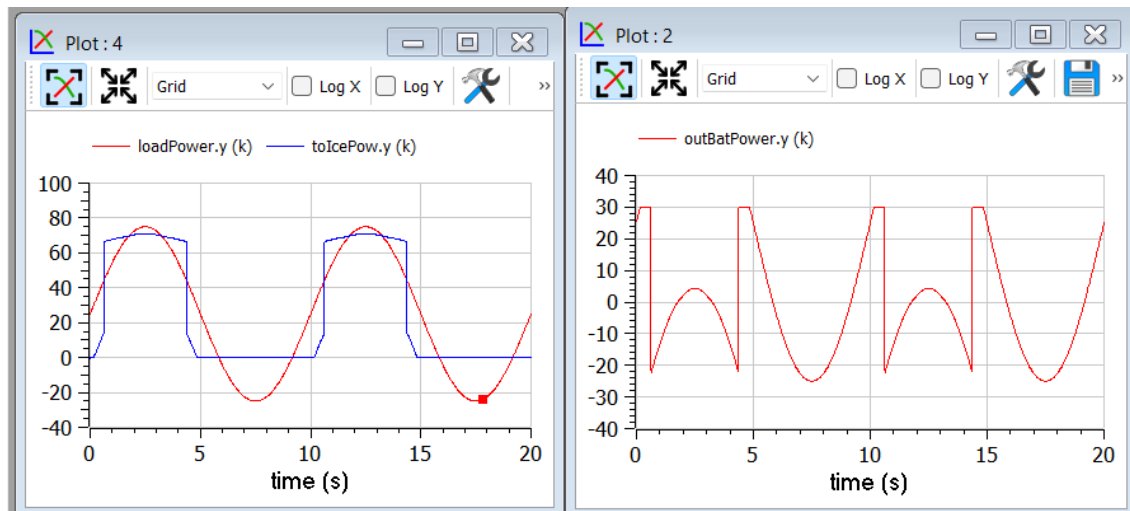 Plot : 4
Grid
Log X
Log Y
»
loadPower.y (k)
toIcePow.y (k)
100
80
60
40
20
0
-20
-40
0
5
10
15
20
time (s)
Plot : 2
Grid
Log X
Log Y
»
outBatPower.y (k)
40
30
20
10
0
-10
-20
-30
-40
0
5
10
15
20
time (s)